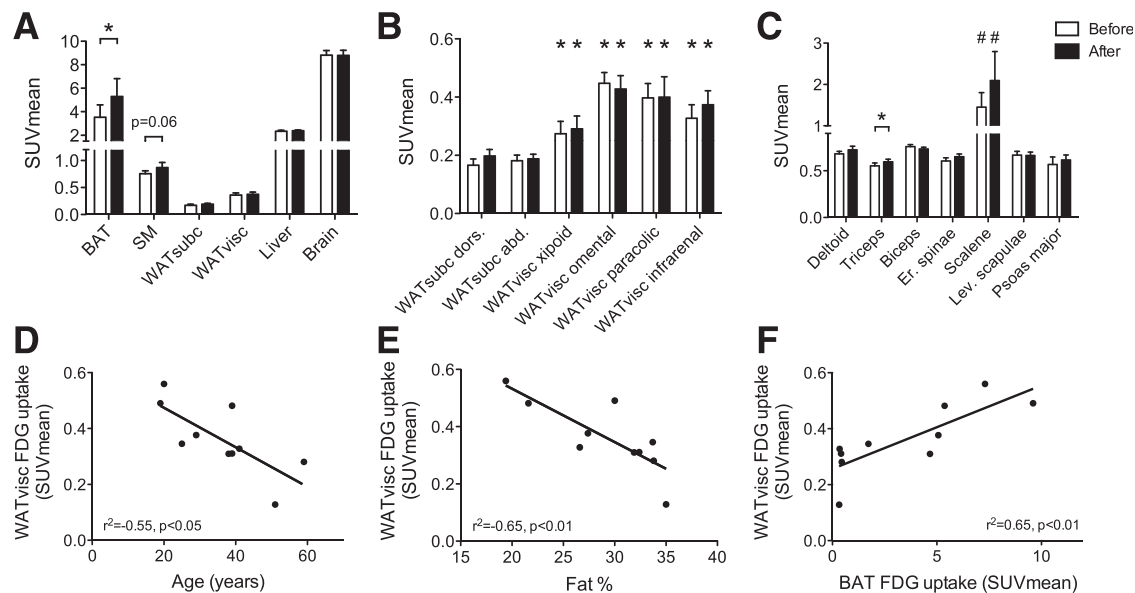 A
SUVmean
10
8
6
4
2
1.0
0.5
0.0
*
p=0.06
BAT
SM
WATsubc
WATvisc
Liver
Brain
B
SUVmean
0.6
0.4
0.2
0.0
* * * * * * * *
WATsubc dors.
WATsubc abd.
WATvisc xipoid
WATvisc omental
WATvisc paracolic
WATvisc infrarenal
C
SUVmean
3
2
1
0.5
0.0
*
# #
Deltoid
Triceps
Biceps
Er. spinae
Scalene
Lev. scapulae
Psoas major
Before
After
D
WATvisc FDG uptake
(SUVmean)
0.6
0.4
0.2
0.0
r2=-0.55, p<0.05
0 20 40 60
Age (years)
E
WATvisc FDG uptake
(SUVmean)
0.6
0.4
0.2
0.0
r2=-0.65, p<0.01
15 20 25 30 35 40
Fat %
F
WATvisc FDG uptake
(SUVmean)
0.6
0.4
0.2
0.0
r2=0.65, p<0.01
0 5 10
BAT FDG uptake (SUVmean)